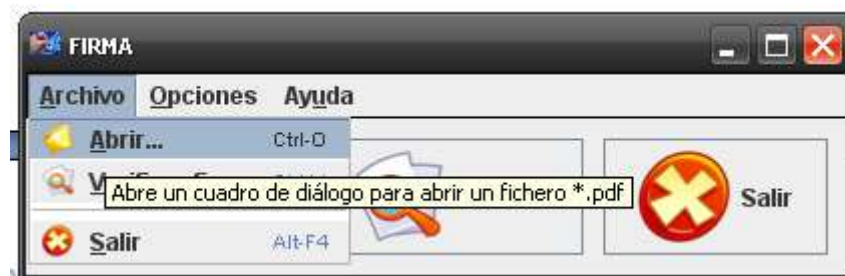 FIRMA
Archivo Opciones Ayuda
Abrir... Ctrl-O
Abre un cuadro de diálogo para abrir un fichero *.pdf
Salir
Salir Alt-F4